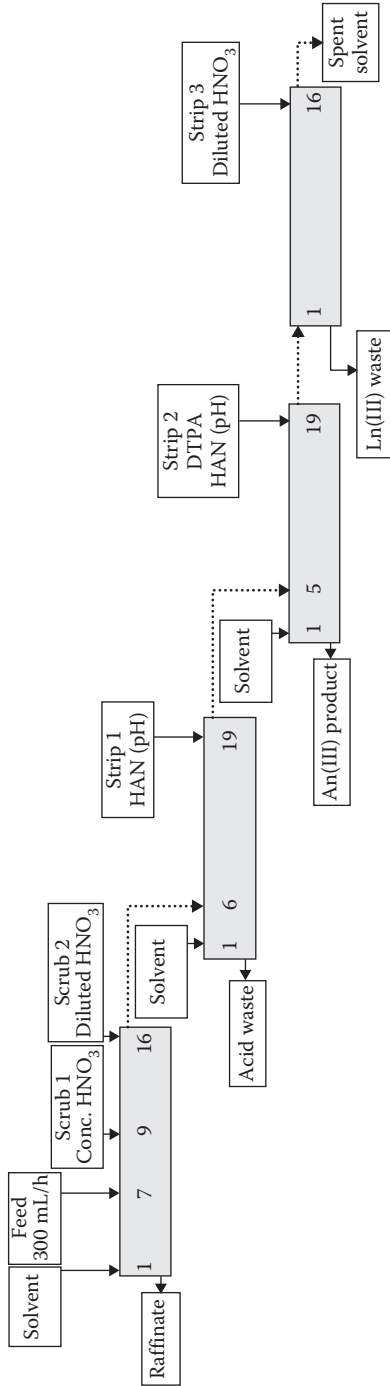 Solvent
Feed
300 mL/h
Scrub 1
Conc. HNO₃
Scrub 2
Diluted HNO₃
1
7
9
16
Raffinate
Solvent
Strip 1
HAN (pH)
1
6
19
Acid waste
Solvent
Strip 2
DTPA
HAN (pH)
1
5
19
An(III) product
Strip 3
Diluted HNO₃
1
16
Ln(III) waste
Spent
solvent